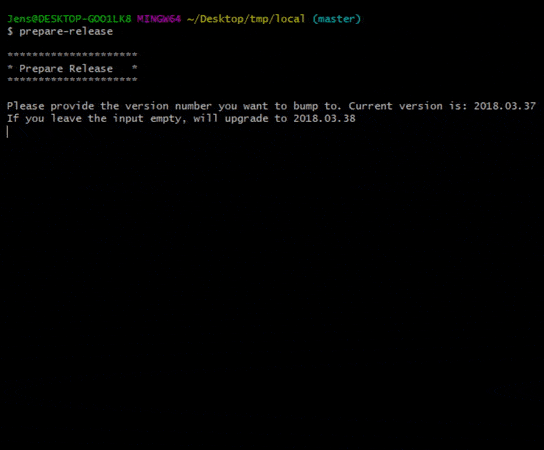 Jens@DESKTOP-GOO1LK8 MINGW64 ~/Desktop/tmp/local (master)
$ prepare-release
*********************
* Prepare Release   *
*********************
Please provide the version number you want to bump to. Current version is: 2018.03.37
If you leave the input empty, will upgrade to 2018.03.38